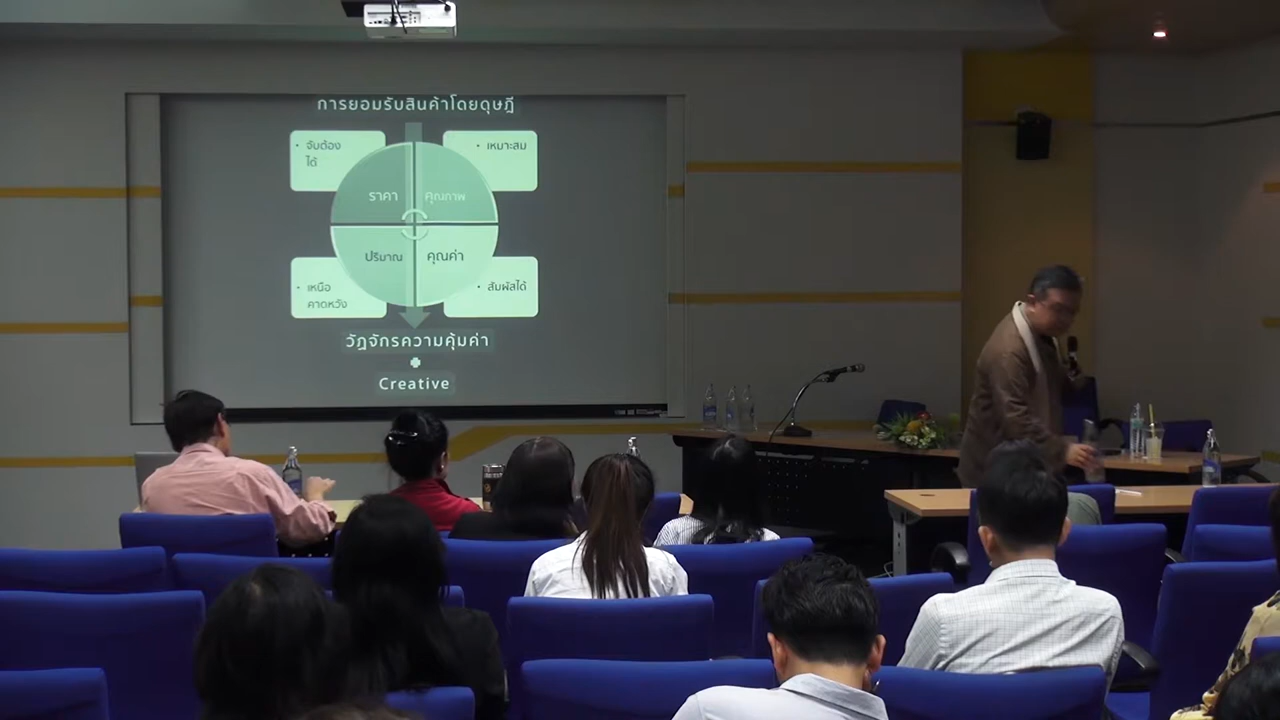 การยอมรับสินค้าโดยดุษฎี
• จับต้อง
ได้
• เหมาะสม
ราคา
คุณภาพ
ปริมาณ
คุณค่า
• เหนือ
คาดหวัง
• สัมผัสได้
วัฏจักรความคุ้มค่า
Creative